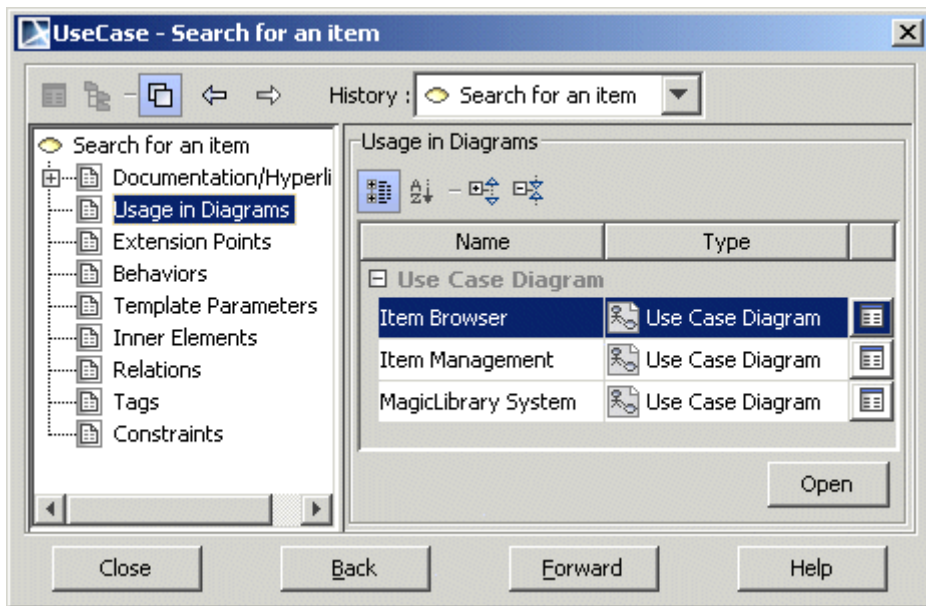 UseCase - Search for an item
History : Search for an item
Search for an item
Documentation/Hyperli
Usage in Diagrams
Extension Points
Behaviors
Template Parameters
Inner Elements
Relations
Tags
Constraints
Usage in Diagrams
A
Z
Name Type
Use Case Diagram
Item Browser Use Case Diagram
Item Management Use Case Diagram
MagicLibrary System Use Case Diagram
Open
Close Back Forward Help